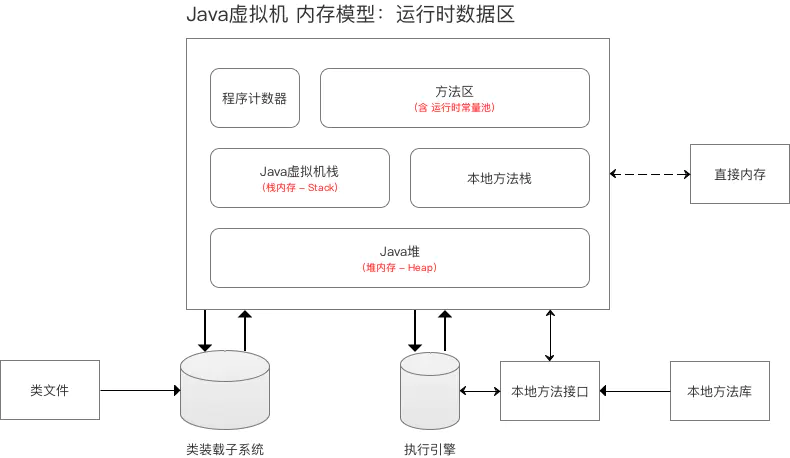 Java虚拟机 内存模型：运行时数据区
程序计数器
方法区
（含 运行时常量池）
Java虚拟机栈
（栈内存 – Stack）
本地方法栈
直接内存
Java堆
（堆内存 – Heap）
类文件
本地方法接口
本地方法库
类装载子系统
执行引擎